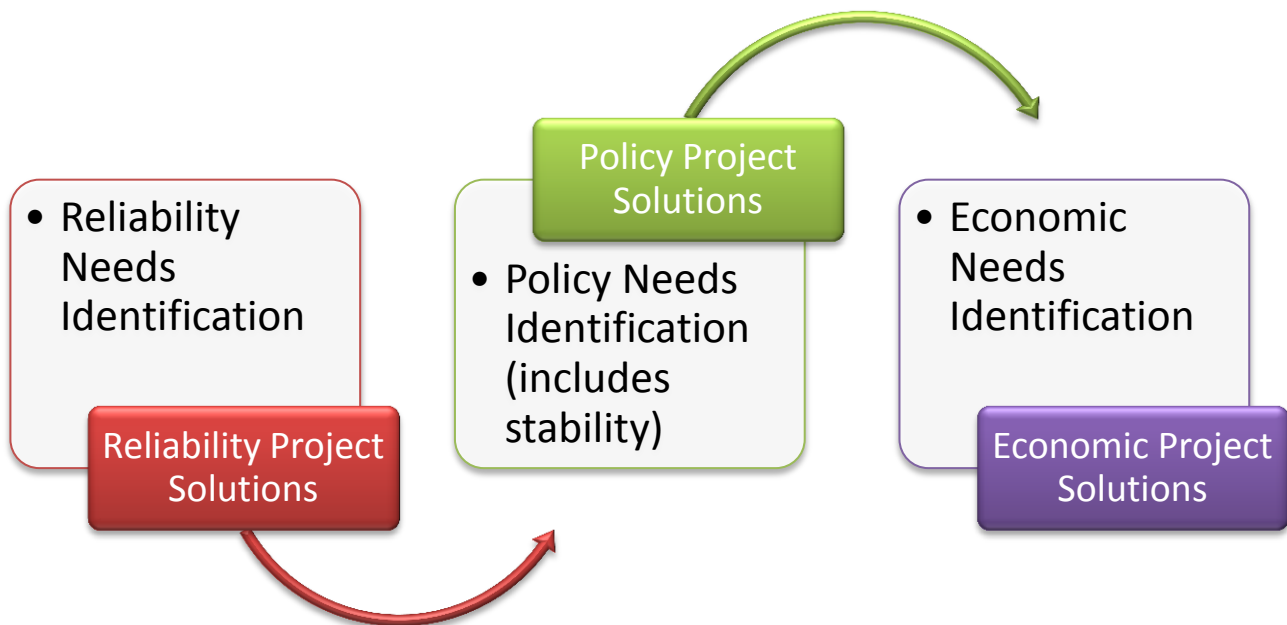 • Reliability
Needs
Identification
Reliability Project
Solutions
Policy Project
Solutions
• Policy Needs
Identification
(includes
stability)
• Economic
Needs
Identification
Economic Project
Solutions